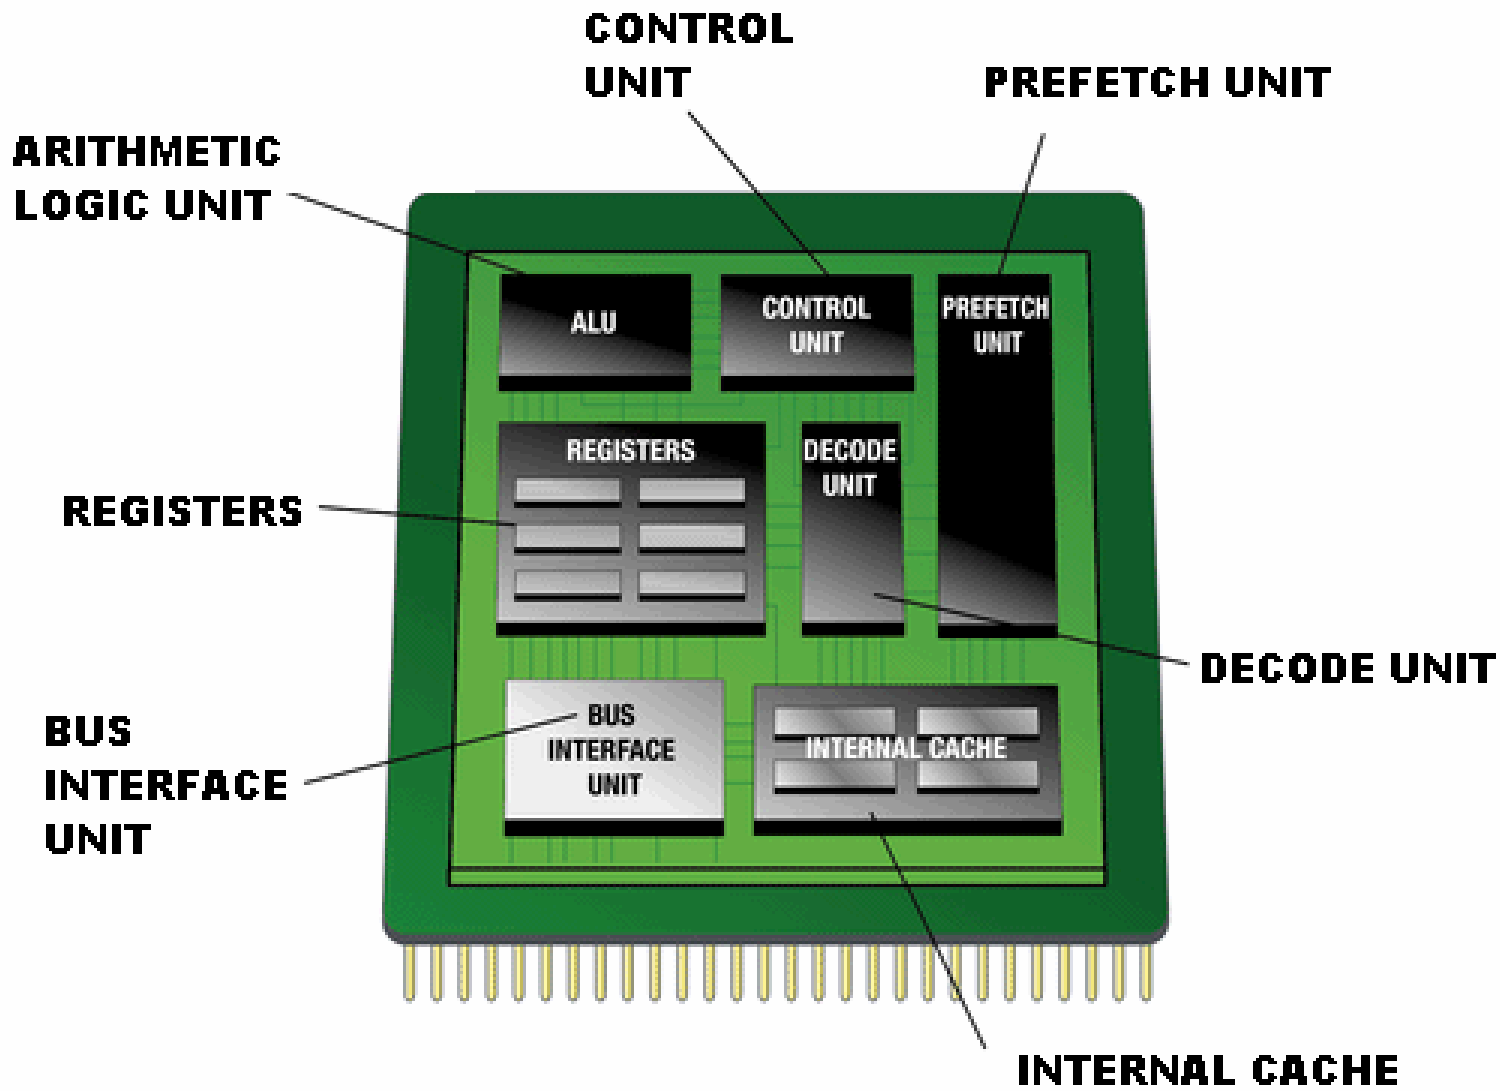 CONTROL
UNIT
PREFETCH UNIT
ARITHMETIC
LOGIC UNIT
ALU
CONTROL
UNIT
PREFETCH
UNIT
REGISTERS
DECODE
UNIT
REGISTERS
DECODE UNIT
BUS
INTERFACE
UNIT
BUS
INTERFACE
UNIT
INTERNAL CACHE
INTERNAL CACHE